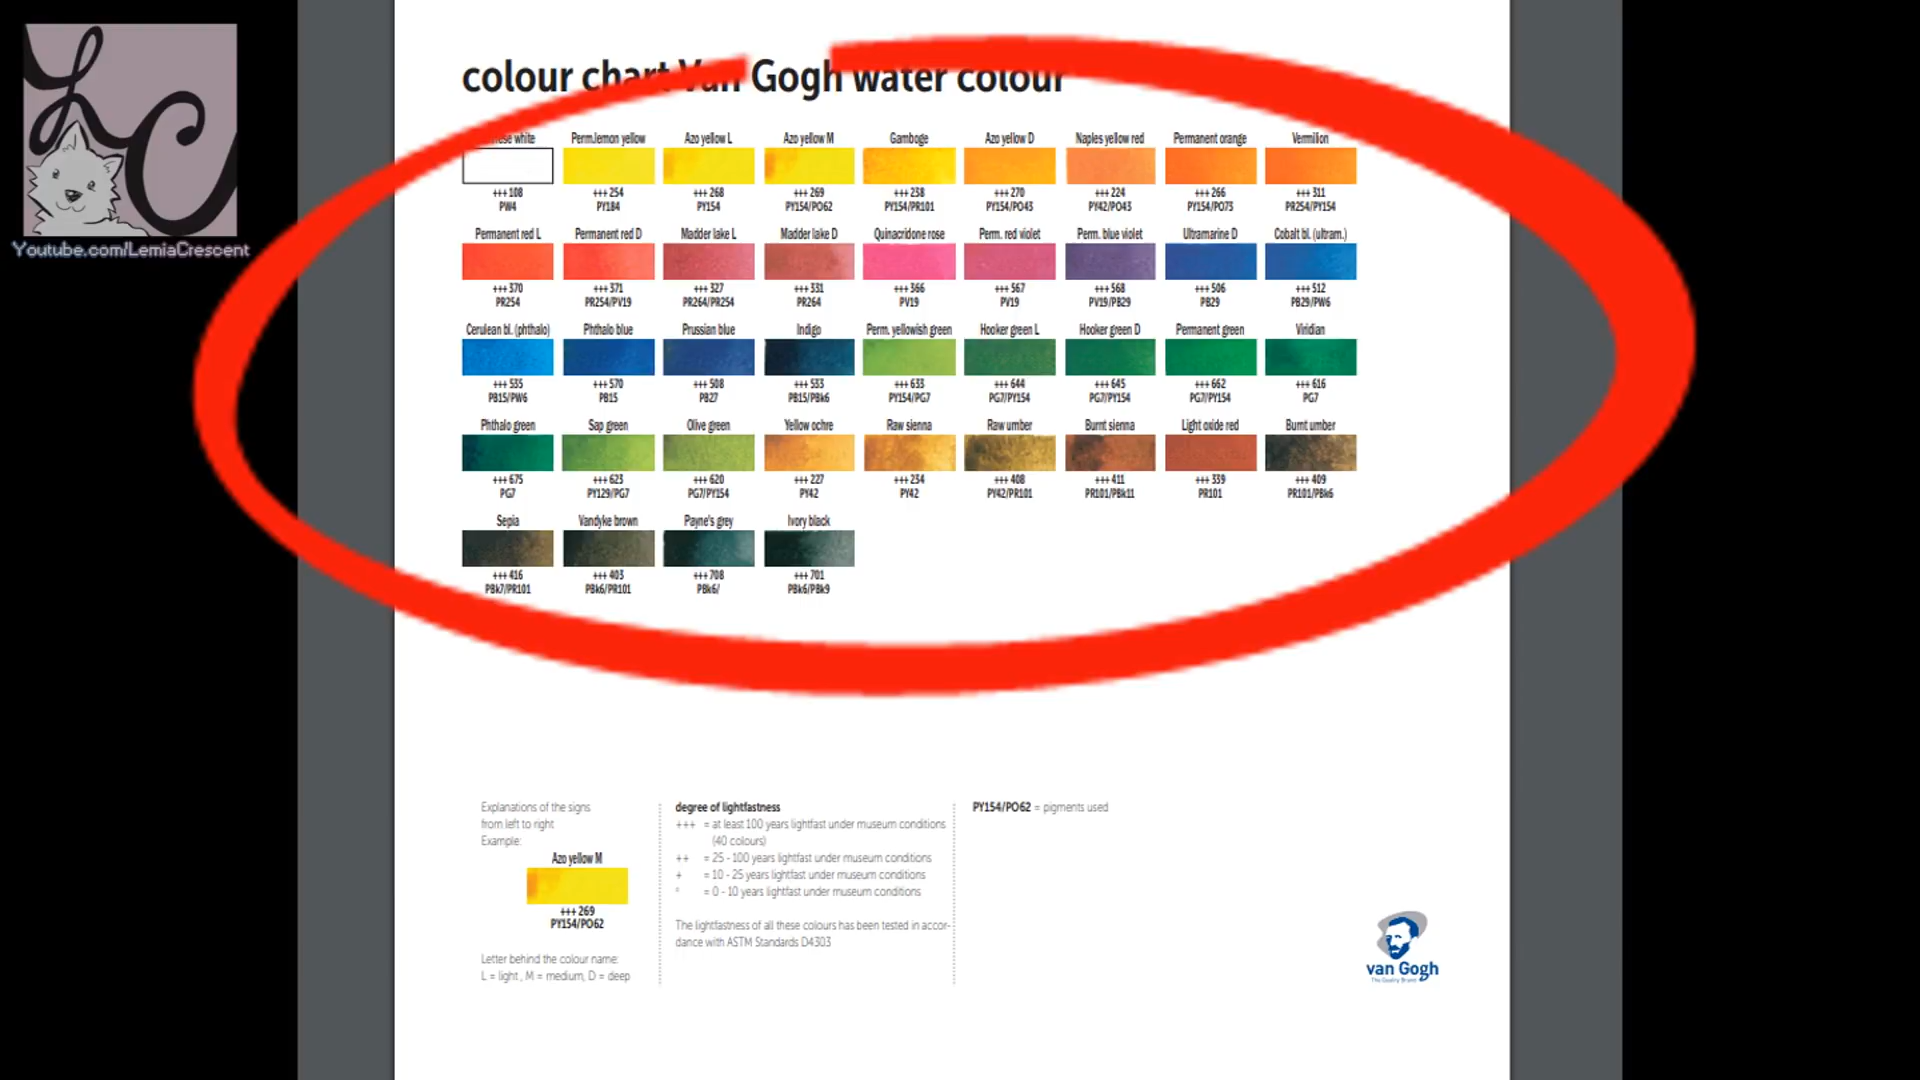 LC
Youtube.com/LemiaCrescent
colour chart Van Gogh water colour
white Perm.lemon yellow Azo yellow L Azo yellow M Gamboge Azo yellow D Naples yellow red Permanent orange Vermilion
+++ 108 +++ 254 +++ 268 +++ 269 +++ 238 +++ 270 +++ 224 +++ 266 +++ 311
PW4 PY184 PY154 PY154/PO62 PY154/PR101 PY154/PO43 PY42/PO43 PY154/PO73 PR254/PY154
Permanent red L Permanent red D Madder lake L Madder lake D Quinacridone rose Perm. red violet Perm. blue violet Ultramarine D Cobalt bl. (ultram.)
+++ 370 +++ 371 +++ 327 +++ 331 +++ 366 +++ 567 +++ 568 +++ 506 +++ 512
PR254 PR254/PV19 PR264/PR254 PR264 PV19 PV19 PV19/PB29 PB29 PB29/PW6
Cerulean bl. (phthalo) Phthalo blue Prussian blue Indigo Perm. yellowish green Hooker green L Hooker green D Permanent green Viridian
+++ 535 +++ 570 +++ 508 +++ 533 +++ 633 +++ 644 +++ 645 +++ 662 +++ 616
PB15/PW6 PB15 PB27 PB15/PBk6 PY154/PG7 PG7/PY154 PG7/PY154 PG7/PY154 PG7
Phthalo green Sap green Olive green Yellow ochre Raw sienna Raw umber Burnt sienna Light oxide red Burnt umber
+++ 675 +++ 623 +++ 620 +++ 227 +++ 234 +++ 408 +++ 411 +++ 339 +++ 409
PG7 PY129/PG7 PG7/PY154 PY42 PY42 PY42/PR101 PR101/PBk11 PR101 PR101/PBk6
Sepia Vandyke brown Payne's grey Ivory black
+++ 416 +++ 403 +++ 708 +++ 701
PBk7/PR101 PBk6/PR101 PBk6/ PBk6/PBk9
Explanations of the signs
from left to right
Example:
Azo yellow M
+++ 269
PY154/PO62
Letter behind the colour name:
L = light , M = medium, D = deep
degree of lightfastness
+++ = at least 100 years lightfast under museum conditions
(40 colours)
++ = 25 - 100 years lightfast under museum conditions
+ = 10 - 25 years lightfast under museum conditions
° = 0 - 10 years lightfast under museum conditions
The lightfastness of all these colours has been tested in accor-
dance with ASTM Standards D4303
PY154/PO62 = pigments used
van Gogh
The Quality Brand